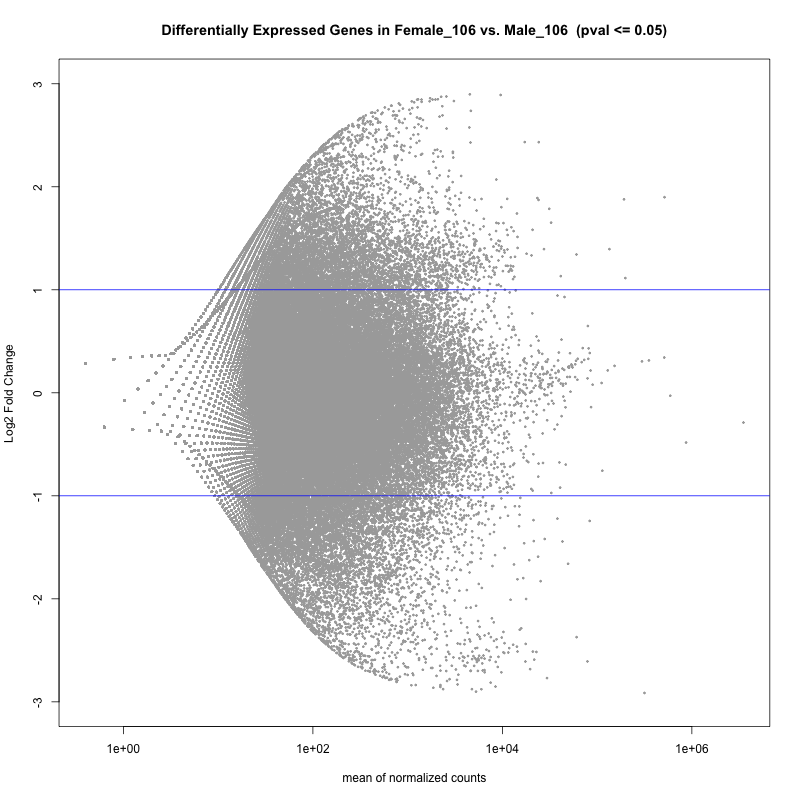 Differentially Expressed Genes in Female_106 vs. Male_106  (pval <= 0.05)
3
2
1
0
-1
-2
-3
Log2 Fold Change
1e+00 1e+02 1e+04 1e+06
mean of normalized counts